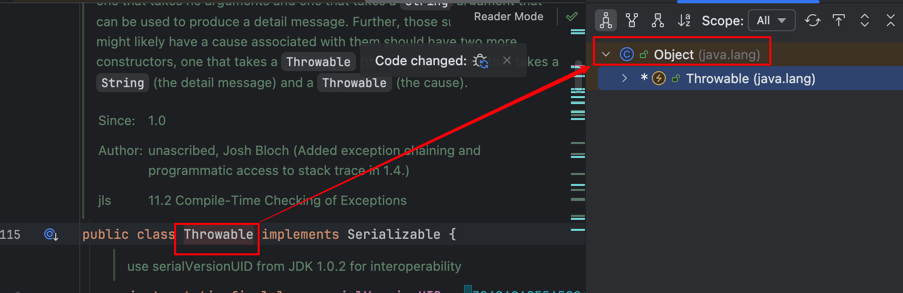 one that takes no arguments and one that takes a String argument that
can be used to produce a detail message. Further, those su
might likely have a cause associated with them should have two more
constructors, one that takes a Throwable takes a
String (the detail message) and a Throwable (the cause).
Reader Mode
Code changed:
Since: 1.0
Author: unascribed, Josh Bloch (Added exception chaining and
programmatic access to stack trace in 1.4.)
jls 11.2 Compile-Time Checking of Exceptions
115 public class Throwable implements Serializable {
use serialVersionUID from JDK 1.0.2 for interoperability
Scope: All
Object (java.lang)
* Throwable (java.lang)